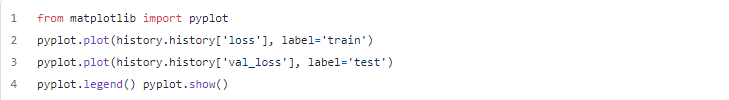 1 from matplotlib import pyplot
2 pyplot.plot(history.history['loss'], label='train')
3 pyplot.plot(history.history['val_loss'], label='test')
4 pyplot.legend() pyplot.show()